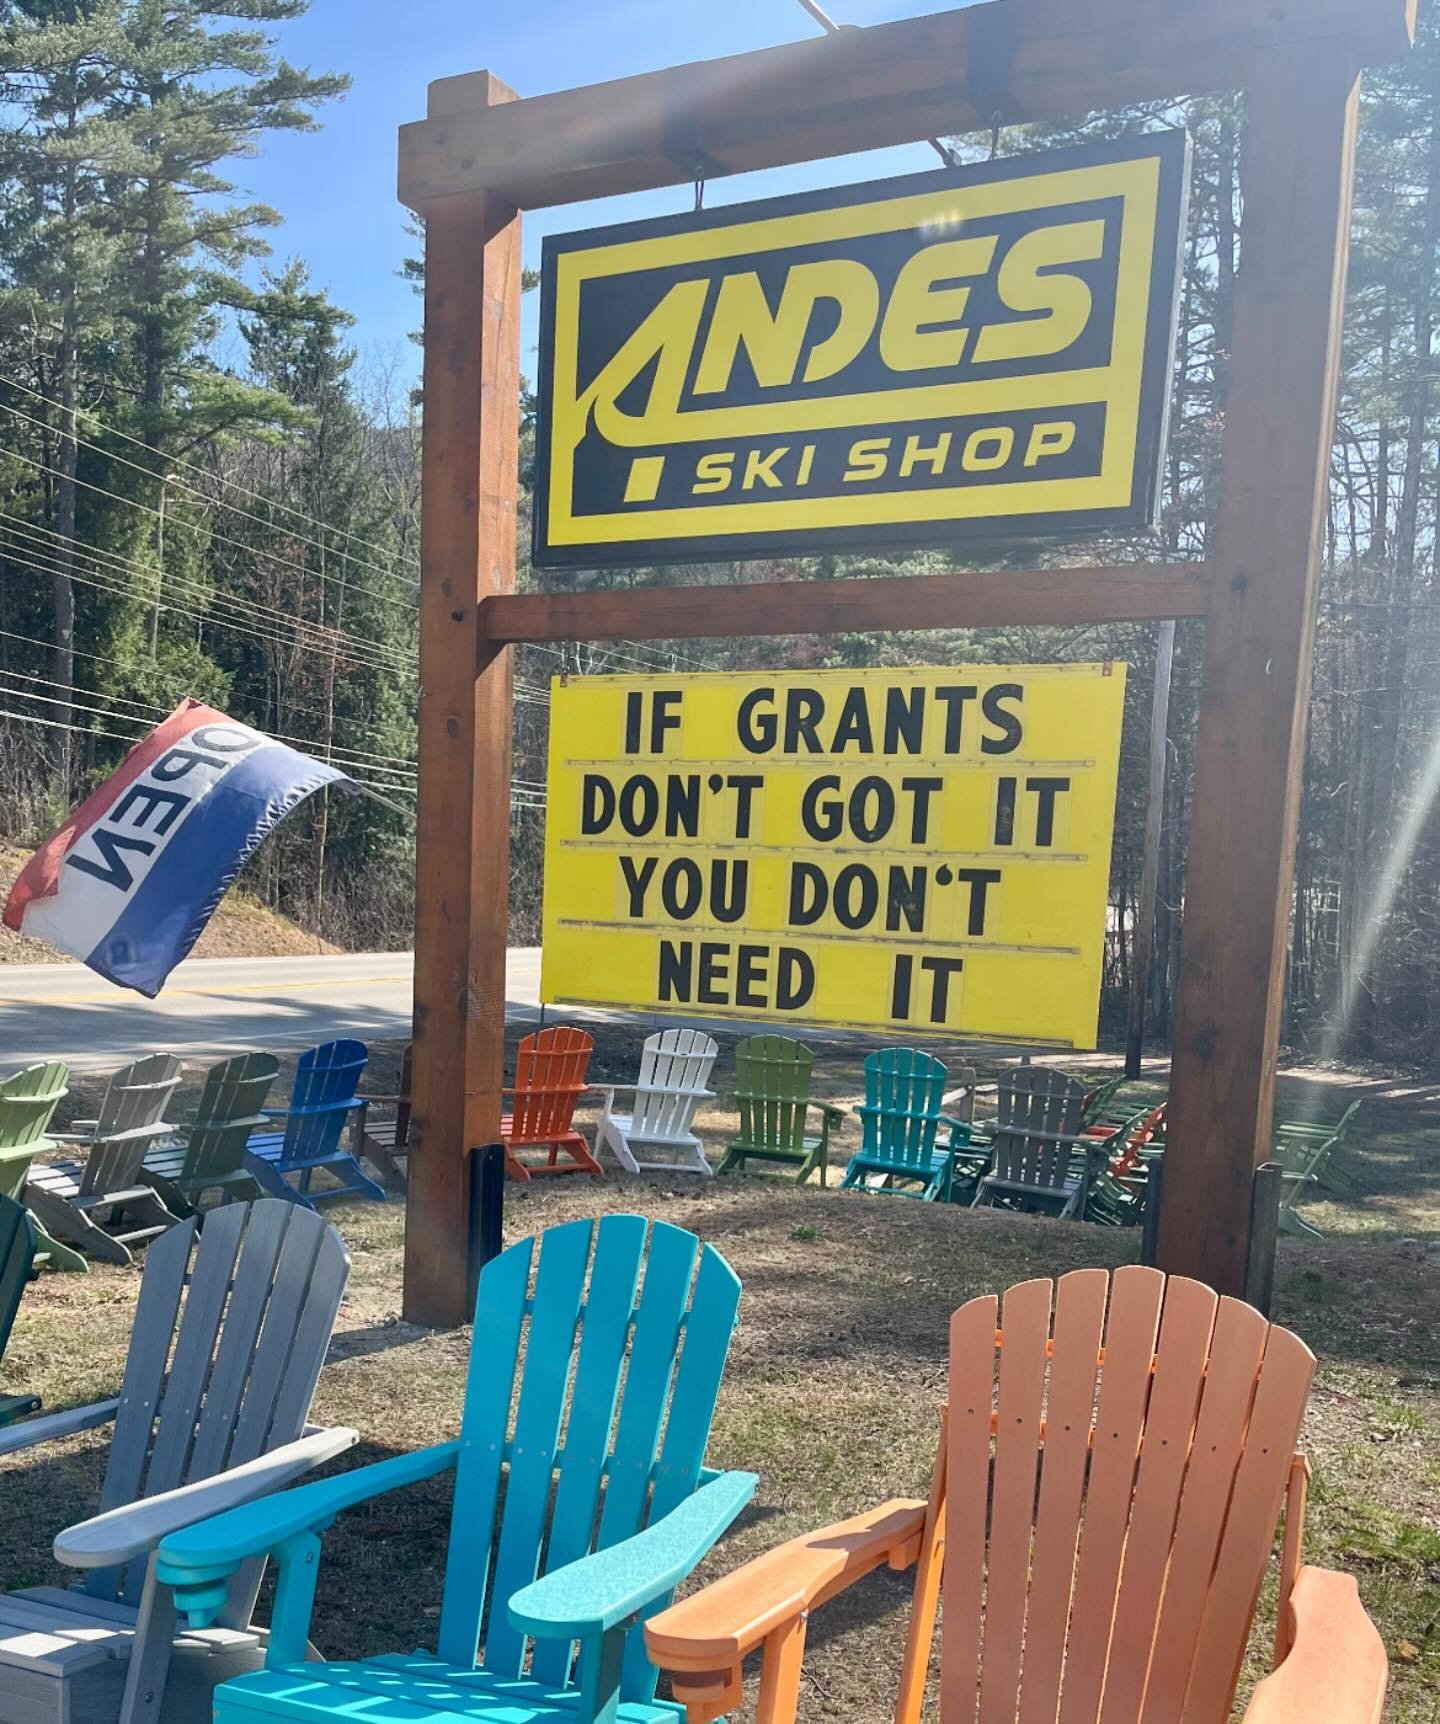 ANDES
SKI SHOP
IF GRANTS
DON'T GOT IT
YOU DON‘T
NEED IT
OPEN